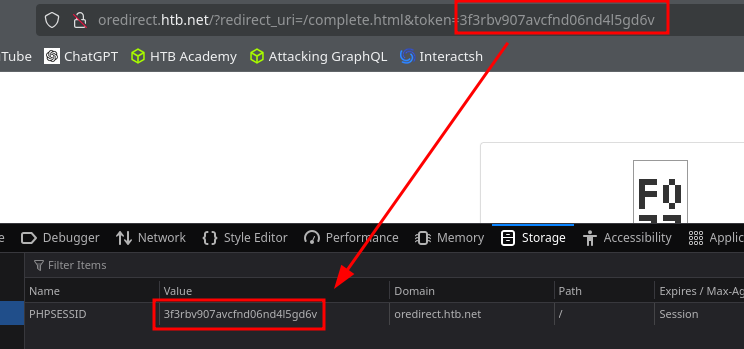 oredirect.htb.net/?redirect_uri=/complete.html&token=3f3rbv907avcfnd06nd4l5gd6v
Tube ChatGPT HTB Academy Attacking GraphQL Interactsh
F0
e Debugger Network Style Editor Performance Memory Storage Accessibility Applic
Filter Items
Name Value Domain Path Expires / Max-Ag
PHPSESSID 3f3rbv907avcfnd06nd4l5gd6v oredirect.htb.net / Session